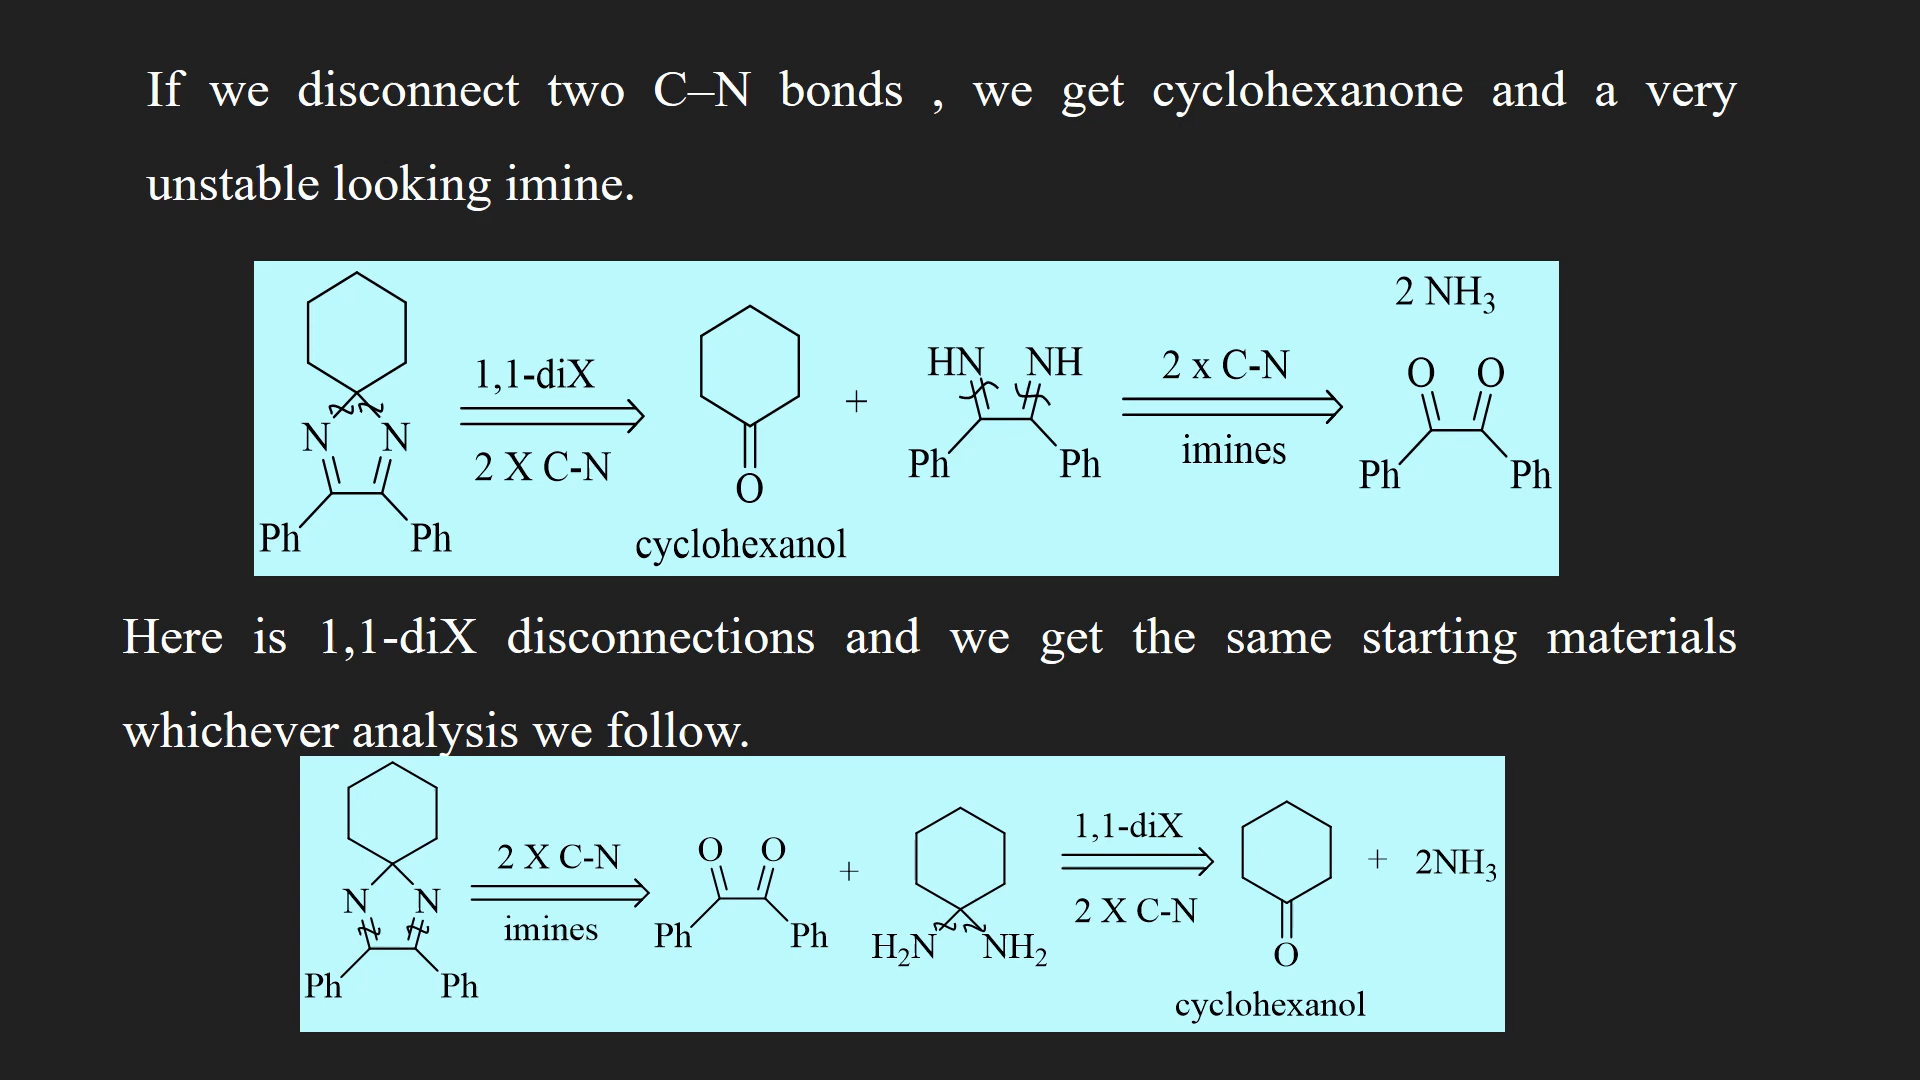 If we disconnect two C–N bonds , we get cyclohexanone and a very
unstable looking imine.
2 NH3
1,1-diX
HN NH
2 x C-N
O O
+
N N
2 X C-N
O
Ph Ph
imines
Ph Ph
Ph Ph
cyclohexanol
Here is 1,1-diX disconnections and we get the same starting materials
whichever analysis we follow.
2 X C-N
O O
+
1,1-diX
+ 2NH3
N N
imines
Ph Ph
H2N NH2
2 X C-N
O
Ph Ph
cyclohexanol